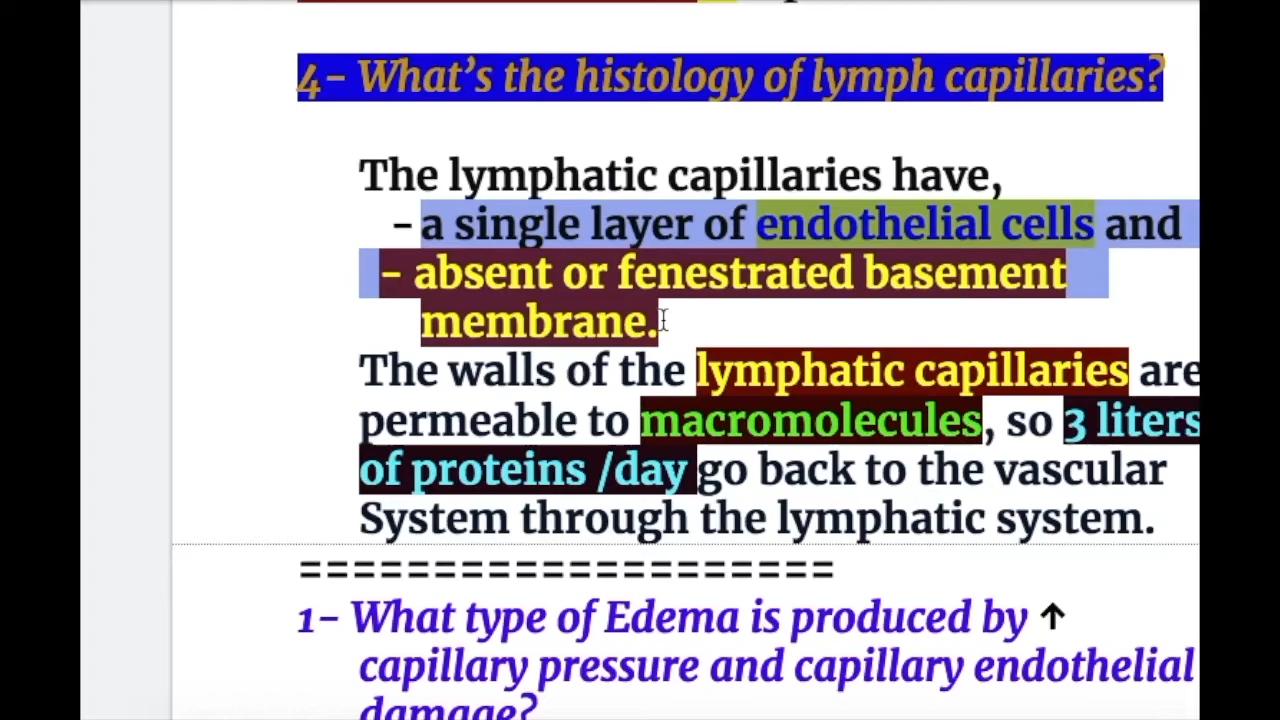 4- What’s the histology of lymph capillaries?
The lymphatic capillaries have,
- a single layer of endothelial cells and
- absent or fenestrated basement
membrane.
The walls of the lymphatic capillaries are
permeable to macromolecules, so 3 liters
of proteins /day go back to the vascular
System through the lymphatic system.
=====================
1- What type of Edema is produced by ↑
capillary pressure and capillary endothelial
damage?